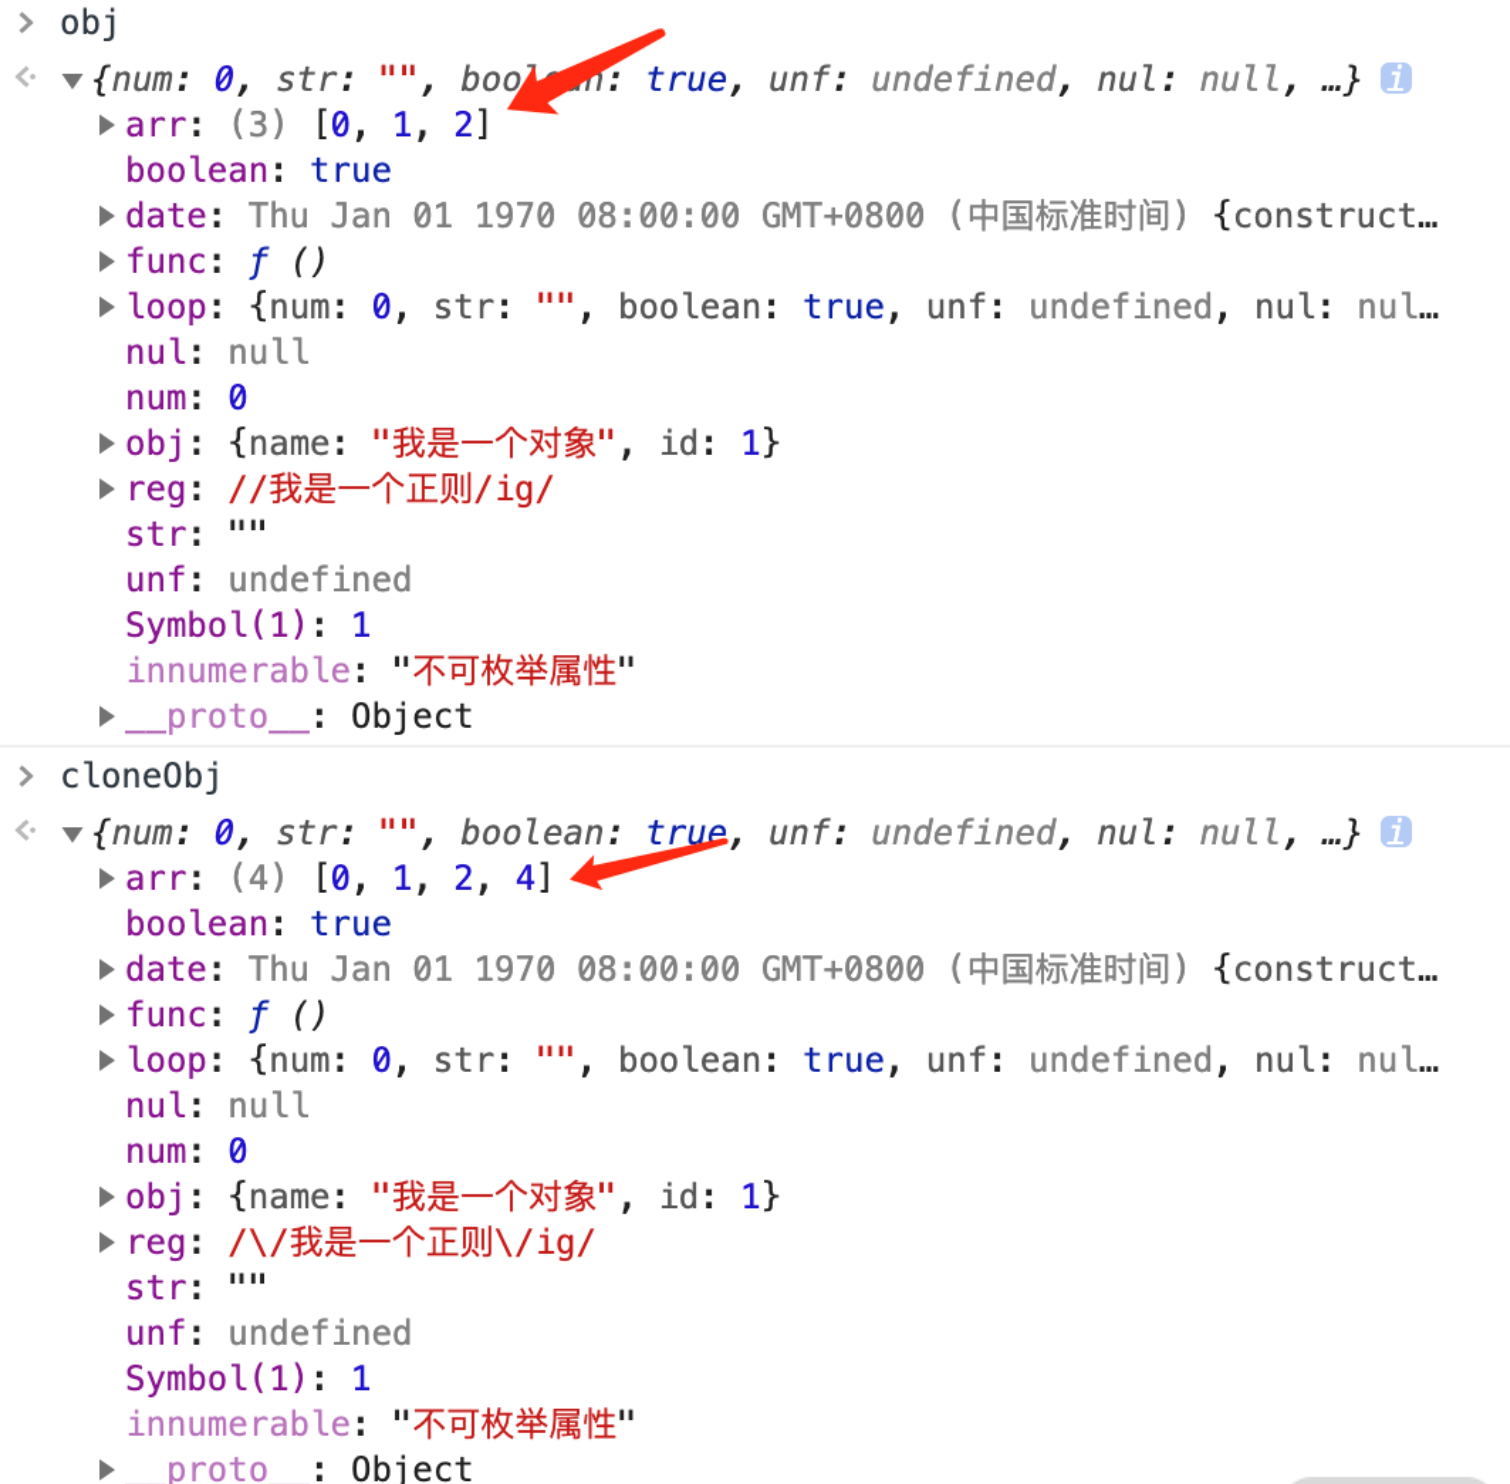 > obj
{num: 0, str: "", boolean: true, unf: undefined, nul: null, …} i
arr: (3) [0, 1, 2]
boolean: true
date: Thu Jan 01 1970 08:00:00 GMT+0800 (中国标准时间) {construct…
func: ƒ ()
loop: {num: 0, str: "", boolean: true, unf: undefined, nul: nul…
nul: null
num: 0
obj: {name: "我是一个对象", id: 1}
reg: //我是一个正则/ig/
str: ""
unf: undefined
Symbol(1): 1
innumerable: "不可枚举属性"
__proto__: Object
> cloneObj
{num: 0, str: "", boolean: true, unf: undefined, nul: null, …} i
arr: (4) [0, 1, 2, 4]
boolean: true
date: Thu Jan 01 1970 08:00:00 GMT+0800 (中国标准时间) {construct…
func: ƒ ()
loop: {num: 0, str: "", boolean: true, unf: undefined, nul: nul…
nul: null
num: 0
obj: {name: "我是一个对象", id: 1}
reg: /\/我是一个正则\/ig/
str: ""
unf: undefined
Symbol(1): 1
innumerable: "不可枚举属性"
__proto__: Object